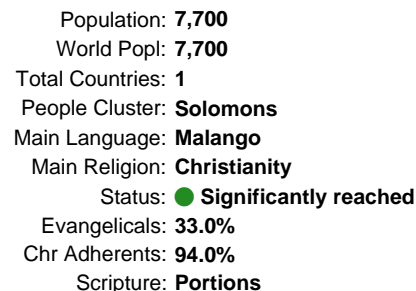 Population: 7,700
World Popl: 7,700
Total Countries: 1
People Cluster: Solomons
Main Language: Malango
Main Religion: Christianity
Status: Significantly reached
Evangelicals: 33.0%
Chr Adherents: 94.0%
Scripture: Portions